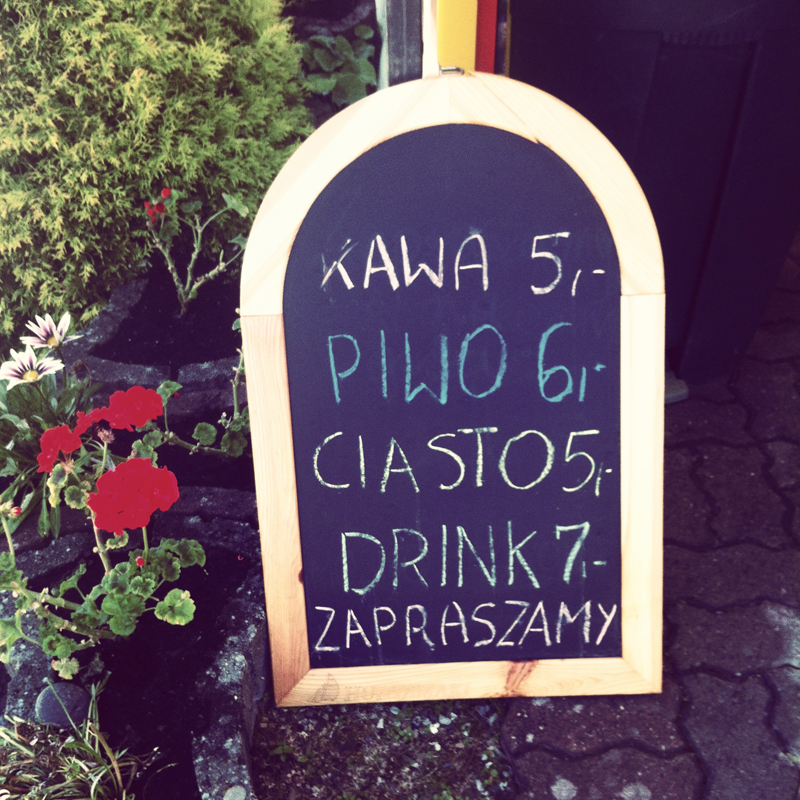 KAWA 5,-
PIWO 6,-
CIASTO 5,-
DRINK 7,-
ZAPRASZAMY